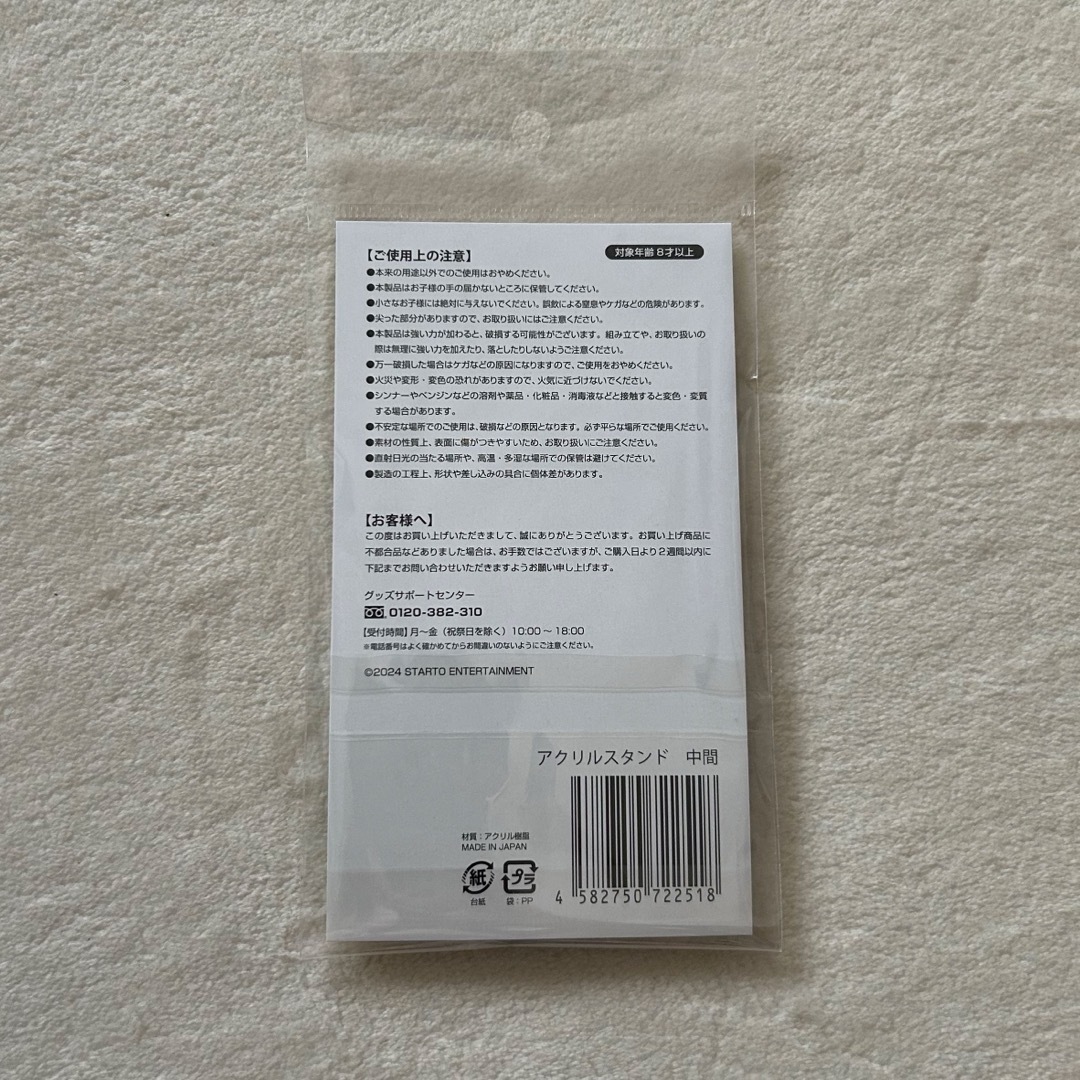 【ご使用上の注意】
対象年齢8才以上
●本来の用途以外でのご使用はおやめください。
●本製品はお子様の手の届かないところに保管してください。
●小さなお子様には絶対に与えないでください。誤飲による窒息やケガなどの危険があります。
●尖った部分がありますので、お取り扱いにはご注意ください。
●本製品は強い力が加わると、破損する可能性がございます。組み立てや、お取り扱いの
際は無理に強い力を加えたり、落としたりしないようご注意ください。
●万一破損した場合はケガなどの原因になりますので、ご使用をおやめください。
●火災や変形・変色の恐れがありますので、火気に近づけないでください。
●シンナーやベンジンなどの溶剤や薬品・化粧品・消毒液などと接触すると変色・変質
する場合があります。
●不安定な場所でのご使用は、破損などの原因となります。必ず平らな場所でご使用ください。
●素材の性質上、表面に傷がつきやすいため、お取り扱いにご注意ください。
●直射日光の当たる場所や、高温・多湿な場所での保管は避けてください。
●製造の工程上、形状や差し込みの具合に個体差があります。
【お客様へ】
この度はお買い上げいただきまして、誠にありがとうございます。お買い上げ商品に
不都合品などありました場合は、お手数ではございますが、ご購入日より2週間以内に
下記までお問い合わせいただきますようお願い申し上げます。
グッズサポートセンター
0120-382-310
【受付時間】月〜金（祝祭日を除く）10:00〜18:00
※電話番号はよく確かめてからお間違いのないようにご注意ください。
©2024 STARTO ENTERTAINMENT
アクリルスタンド 中間
材質：アクリル樹脂
MADE IN JAPAN
紙
プラ
台紙
袋：PP
4 582750 722518